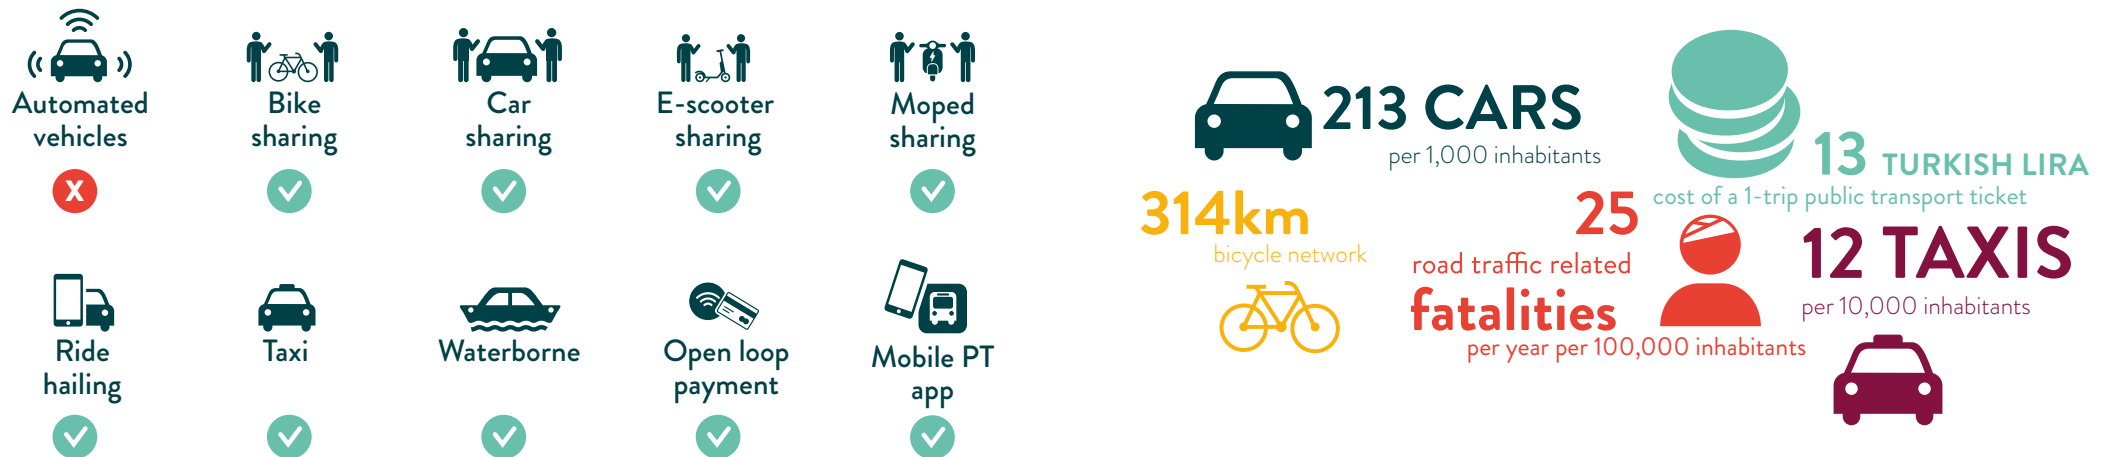 Automated
vehicles
X
Bike
sharing
Car
sharing
E-scooter
sharing
Moped
sharing
Ride
hailing
Taxi
Waterborne
Open loop
payment
Mobile PT
app
213 CARS
per 1,000 inhabitants
13 TURKISH LIRA
cost of a 1-trip public transport ticket
314km
bicycle network
25
road traffic related
fatalities
per year per 100,000 inhabitants
12 TAXIS
per 10,000 inhabitants